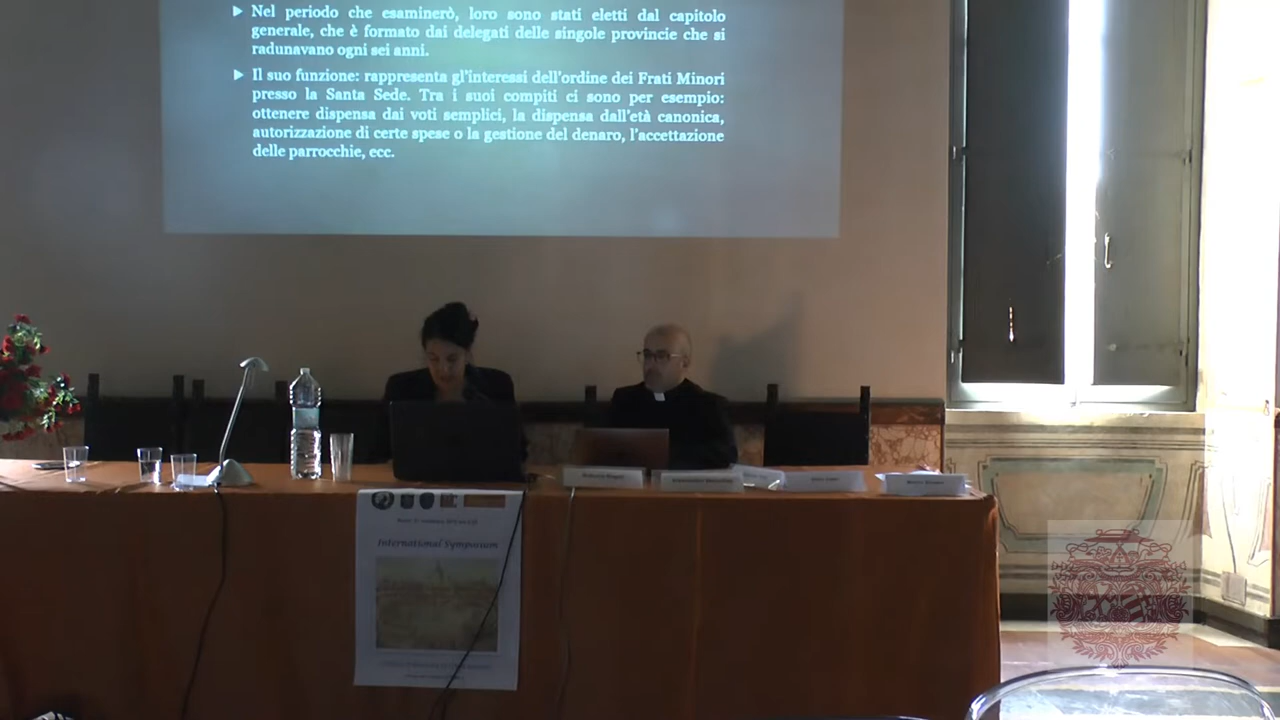 Nel periodo che esaminerò, loro sono stati eletti dal capitolo
generale, che è formato dai delegati delle singole provincie che si
radunavano ogni sei anni.
Il suo funzione: rappresenta gl'interessi dell'ordine dei Frati Minori
presso la Santa Sede. Tra i suoi compiti ci sono per esempio:
ottenere dispensa dai voti semplici, la dispensa dall'età canonica,
autorizzazione di certe spese o la gestione del denaro, l'accettazione
delle parrocchie, ecc.
International Symposium